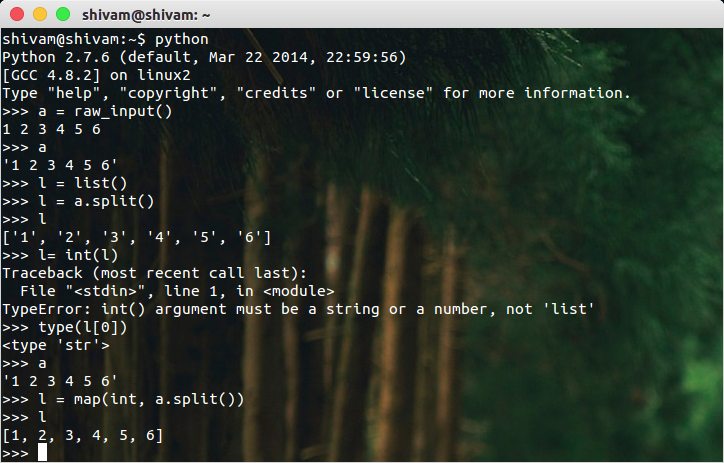 shivam@shivam: ~
shivam@shivam:~$ python
Python 2.7.6 (default, Mar 22 2014, 22:59:56)
[GCC 4.8.2] on linux2
Type "help", "copyright", "credits" or "license" for more information.
>>> a = raw_input()
1 2 3 4 5 6
>>> a
'1 2 3 4 5 6'
>>> l = list()
>>> l = a.split()
>>> l
['1', '2', '3', '4', '5', '6']
>>> l= int(l)
Traceback (most recent call last):
  File "<stdin>", line 1, in <module>
TypeError: int() argument must be a string or a number, not 'list'
>>> type(l[0])
<type 'str'>
>>> a
'1 2 3 4 5 6'
>>> l = map(int, a.split())
>>> l
[1, 2, 3, 4, 5, 6]
>>>